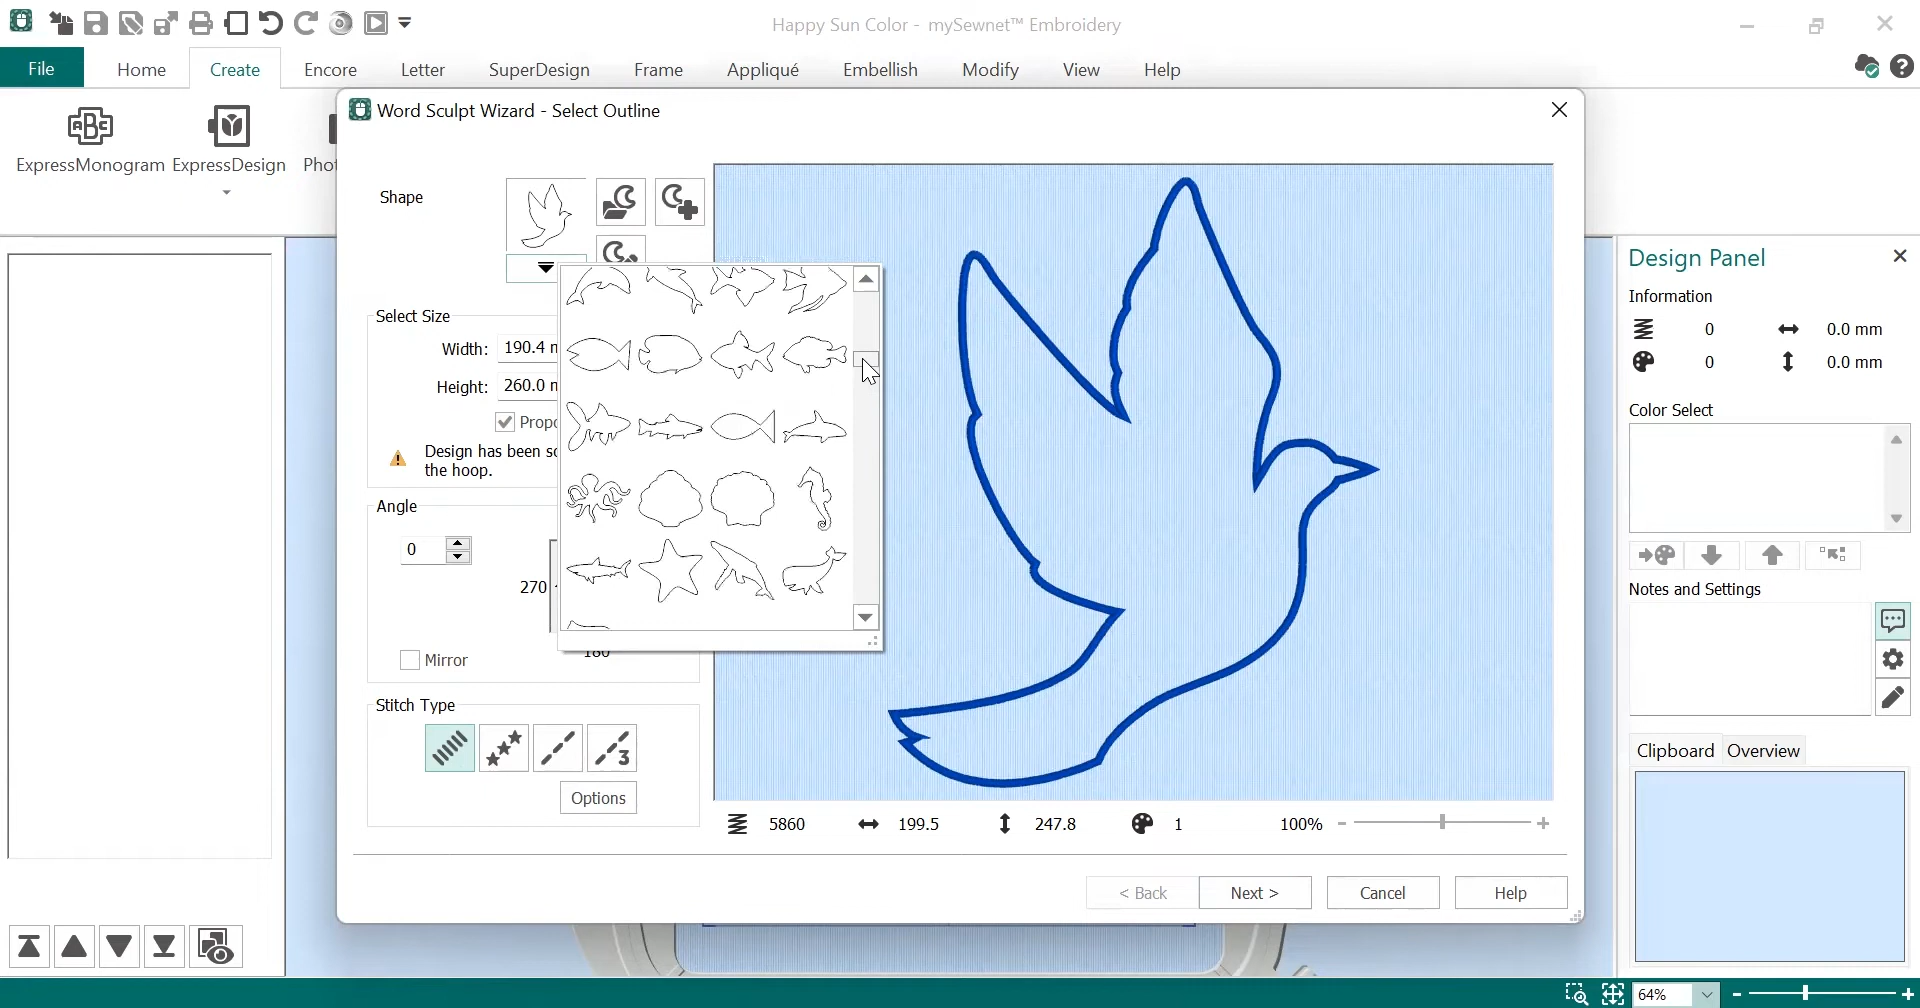 Happy Sun Color - mySewnet™ Embroidery
File Home Create Encore Letter SuperDesign Frame Appliqué Embellish Modify View Help
ABC
ExpressMonogram ExpressDesign
Word Sculpt Wizard - Select Outline
Shape
Select Size
Width: 190.4
Height: 260.0
Design has been
the hoop.
Angle
0
270
180
Mirror
Stitch Type
3
Options
5860 199.5 247.8 1 100% - +
< Back Next > Cancel Help
Design Panel
Information
0 0.0 mm
0 0.0 mm
Color Select
Notes and Settings
Clipboard Overview
64% - +